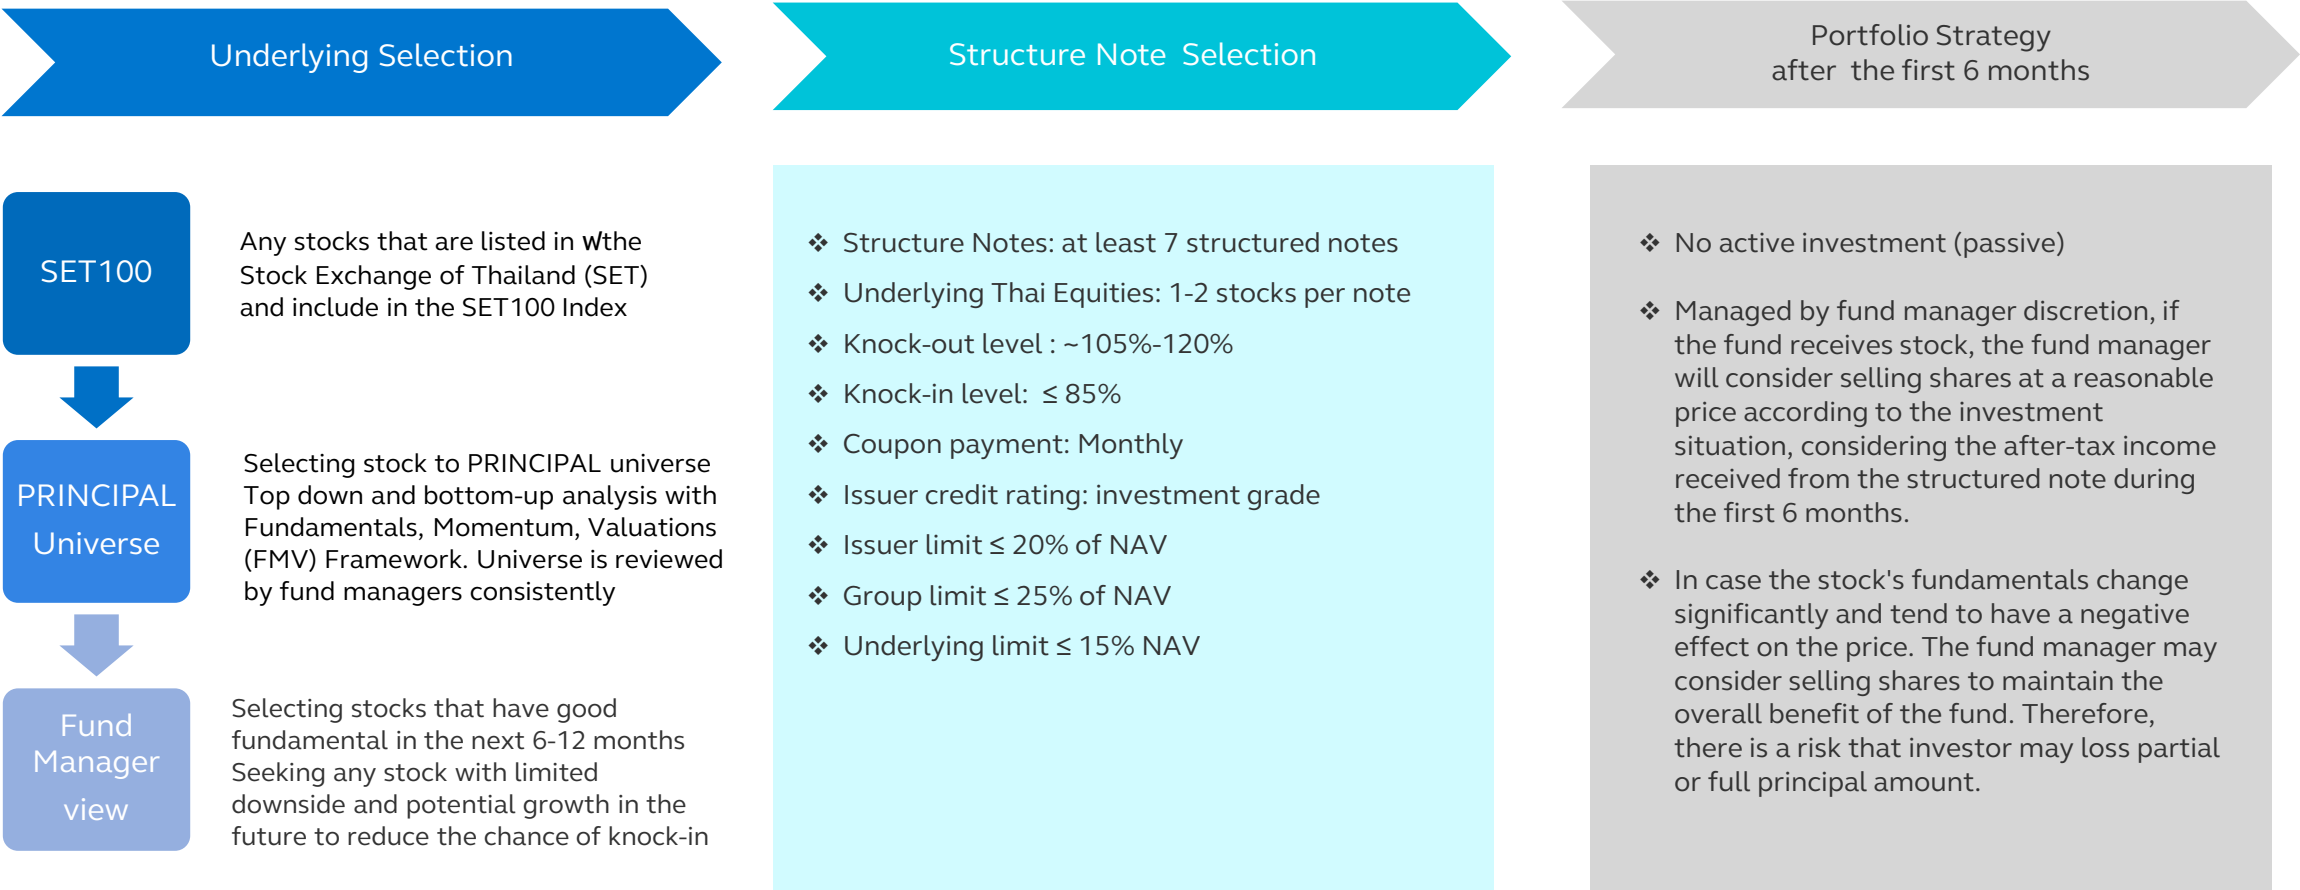 Underlying Selection
Structure Note Selection
Portfolio Strategy
after the first 6 months
SET100
Any stocks that are listed in Wthe
Stock Exchange of Thailand (SET)
and include in the SET100 Index
PRINCIPAL
Universe
Selecting stock to PRINCIPAL universe
Top down and bottom-up analysis with
Fundamentals, Momentum, Valuations
(FMV) Framework. Universe is reviewed
by fund managers consistently
Fund
Manager
view
Selecting stocks that have good
fundamental in the next 6-12 months
Seeking any stock with limited
downside and potential growth in the
future to reduce the chance of knock-in
❖ Structure Notes: at least 7 structured notes
❖ Underlying Thai Equities: 1-2 stocks per note
❖ Knock-out level : ~105%-120%
❖ Knock-in level: ≤ 85%
❖ Coupon payment: Monthly
❖ Issuer credit rating: investment grade
❖ Issuer limit ≤ 20% of NAV
❖ Group limit ≤ 25% of NAV
❖ Underlying limit ≤ 15% NAV
❖ No active investment (passive)
❖ Managed by fund manager discretion, if
the fund receives stock, the fund manager
will consider selling shares at a reasonable
price according to the investment
situation, considering the after-tax income
received from the structured note during
the first 6 months.
❖ In case the stock's fundamentals change
significantly and tend to have a negative
effect on the price. The fund manager may
consider selling shares to maintain the
overall benefit of the fund. Therefore,
there is a risk that investor may loss partial
or full principal amount.